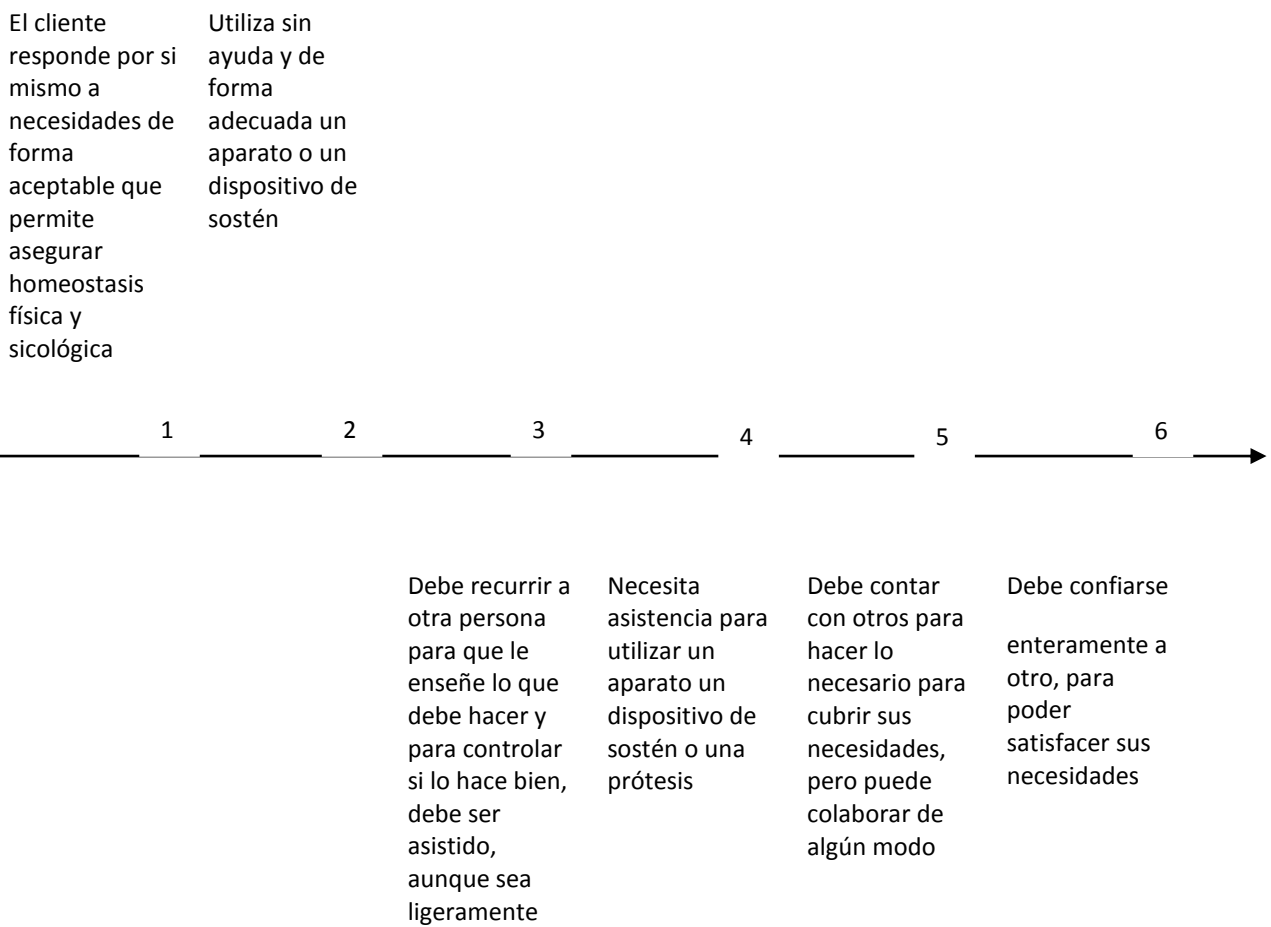 El cliente
responde por si
mismo a
necesidades de
forma
aceptable que
permite
asegurar
homeostasis
física y
sicológica
Utiliza sin
ayuda y de
forma
adecuada un
aparato o un
dispositivo de
sostén
1
2
3
4
5
6
Debe recurrir a
otra persona
para que le
enseñe lo que
debe hacer y
para controlar
si lo hace bien,
debe ser
asistido,
aunque sea
ligeramente
Necesita
asistencia para
utilizar un
aparato un
dispositivo de
sostén o una
prótesis
Debe contar
con otros para
hacer lo
necesario para
cubrir sus
necesidades,
pero puede
colaborar de
algún modo
Debe confiarse
enteramente a
otro, para
poder
satisfacer sus
necesidades